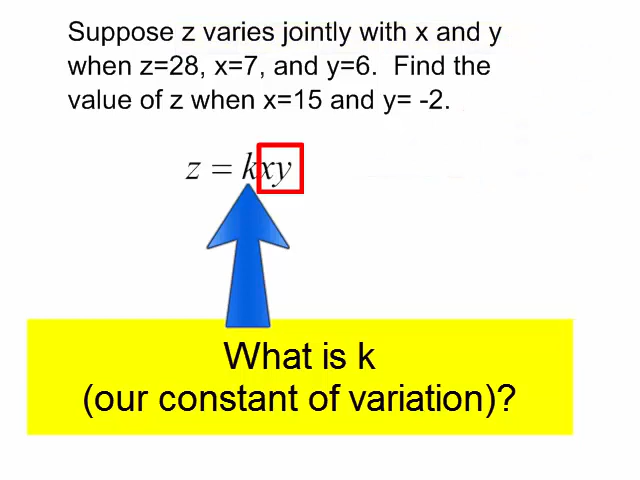 Suppose z varies jointly with x and y
when z=28, x=7, and y=6.  Find the
value of z when x=15 and y= -2.
z = kxy
What is k
(our constant of variation)?